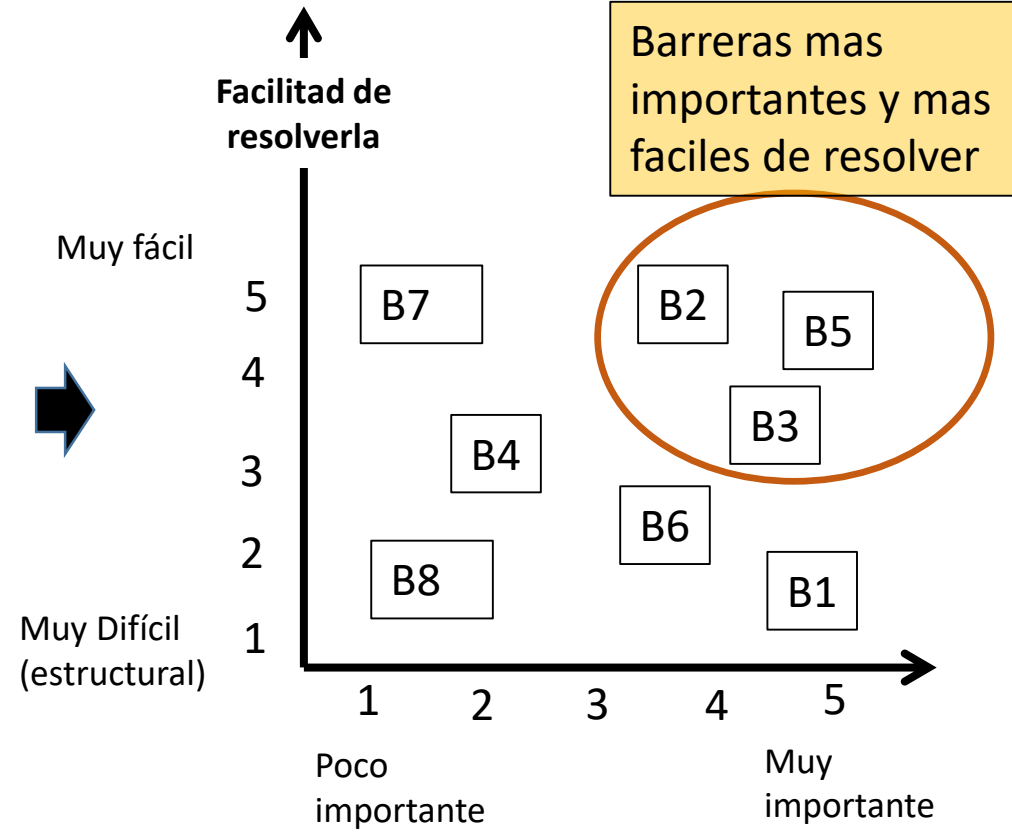 Facilitad de
resolverla
Barreras mas
importantes y mas
faciles de resolver
Muy fácil
5
B7
B2
B5
4
B3
B4
3
B6
2
B8
B1
Muy Difícil
(estructural)
1
1
2
3
4
5
Poco
importante
Muy
importante